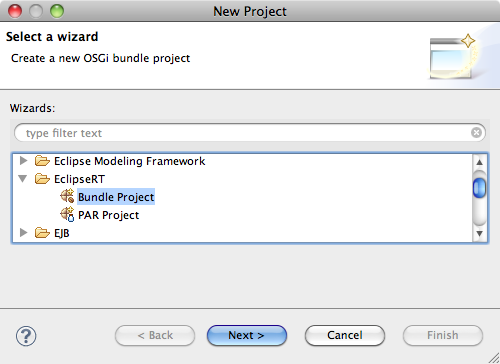 New Project
Select a wizard
Create a new OSGi bundle project
Wizards:
type filter text
Eclipse Modeling Framework
EclipseRT
Bundle Project
PAR Project
EJB
?
< Back
Next >
Cancel
Finish